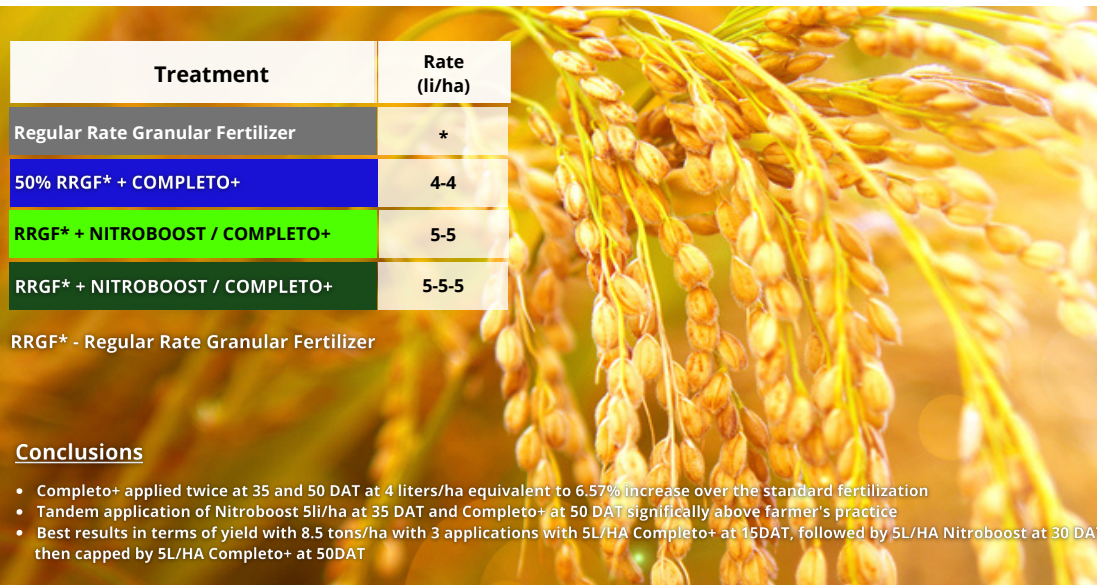 Treatment
Rate
(li/ha)
Regular Rate Granular Fertilizer
*
50% RRGF* + COMPLETO+
4-4
RRGF* + NITROBOOST / COMPLETO+
5-5
RRGF* + NITROBOOST / COMPLETO+
5-5-5
RRGF* - Regular Rate Granular Fertilizer
Conclusions
• Completo+ applied twice at 35 and 50 DAT at 4 liters/ha equivalent to 6.57% increase over the standard fertilization
• Tandem application of Nitroboost 5li/ha at 35 DAT and Completo+ at 50 DAT significally above farmer's practice
• Best results in terms of yield with 8.5 tons/ha with 3 applications with 5L/HA Completo+ at 15DAT, followed by 5L/HA Nitroboost at 30 DA
then capped by 5L/HA Completo+ at 50DAT